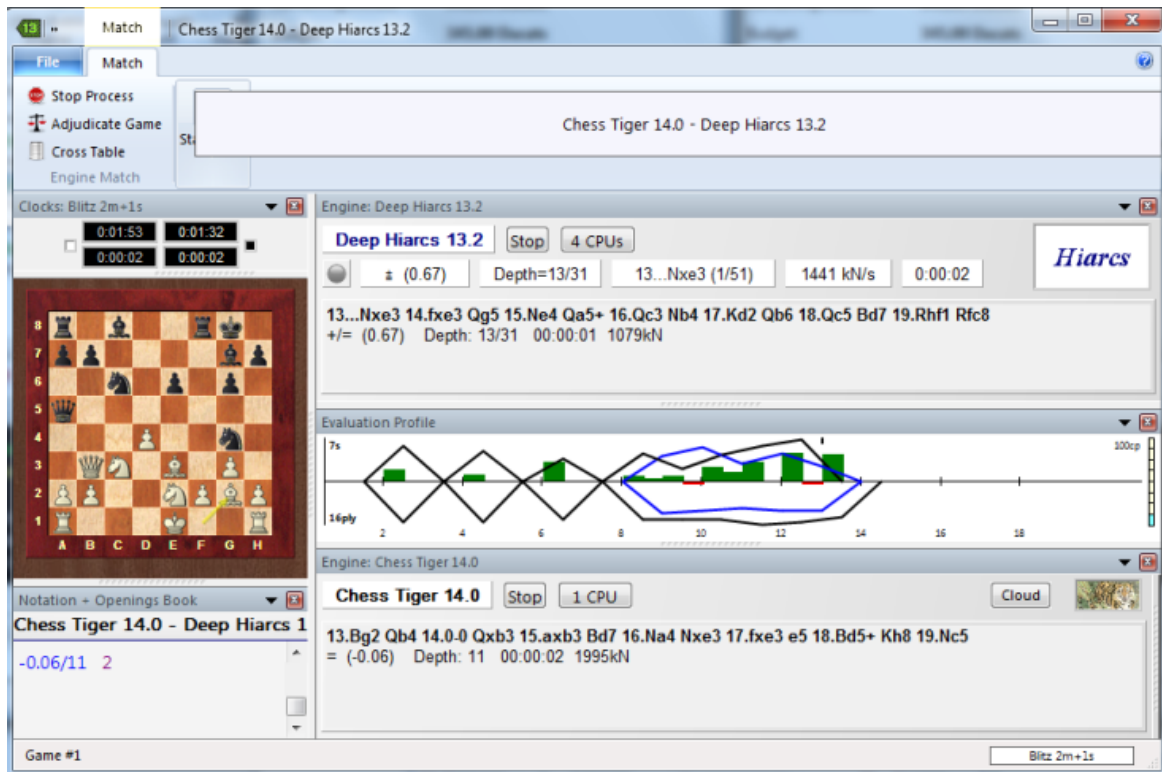 13
Match
Chess Tiger 14.0 - Deep Hiarcs 13.2
File
Match
Stop Process
Adjudicate Game
Cross Table
Engine Match
Chess Tiger 14.0 - Deep Hiarcs 13.2
Clocks: Blitz 2m+1s
0:01:53 0:01:32
0:00:02 0:00:02
8
7
6
5
4
3
2
1
A B C D E F G H
Notation + Openings Book
Chess Tiger 14.0 - Deep Hiarcs 1
-0.06/11 2
Engine: Deep Hiarcs 13.2
Deep Hiarcs 13.2 Stop 4 CPUs
Hiarcs
± (0.67) Depth=13/31 13...Nxe3 (1/51) 1441 kN/s 0:00:02
13...Nxe3 14.fxe3 Qg5 15.Ne4 Qa5+ 16.Qc3 Nb4 17.Kd2 Qb6 18.Qc5 Bd7 19.Rhf1 Rfc8
+/= (0.67) Depth: 13/31 00:00:01 1079kN
Evaluation Profile
7s 100cp
16ply
2 4 6 8 10 12 14 16 18
Engine: Chess Tiger 14.0
Chess Tiger 14.0 Stop 1 CPU Cloud
13.Bg2 Qb4 14.0-0 Qxb3 15.axb3 Bd7 16.Na4 Nxe3 17.fxe3 e5 18.Bd5+ Kh8 19.Nc5
= (-0.06) Depth: 11 00:00:02 1995kN
Game #1
Blitz 2m+1s